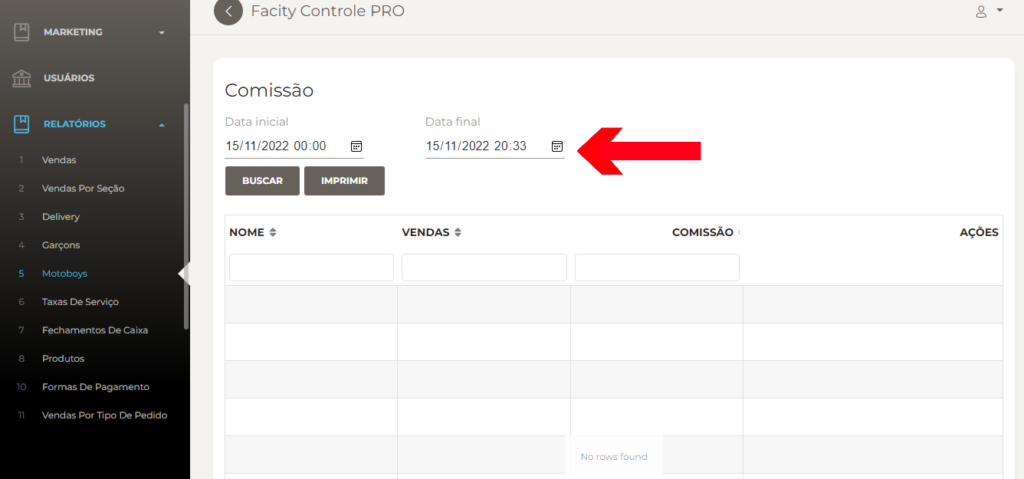 Facity Controle PRO
MARKETING
USUÁRIOS
RELATÓRIOS
1 Vendas
2 Vendas Por Seção
3 Delivery
4 Garçons
5 Motoboys
6 Taxas De Serviço
7 Fechamentos De Caixa
8 Produtos
10 Formas De Pagamento
11 Vendas Por Tipo De Pedido
Comissão
Data inicial Data final
15/11/2022 00:00 15/11/2022 20:33
BUSCAR IMPRIMIR
NOME VENDAS COMISSÃO AÇÕES
No rows found